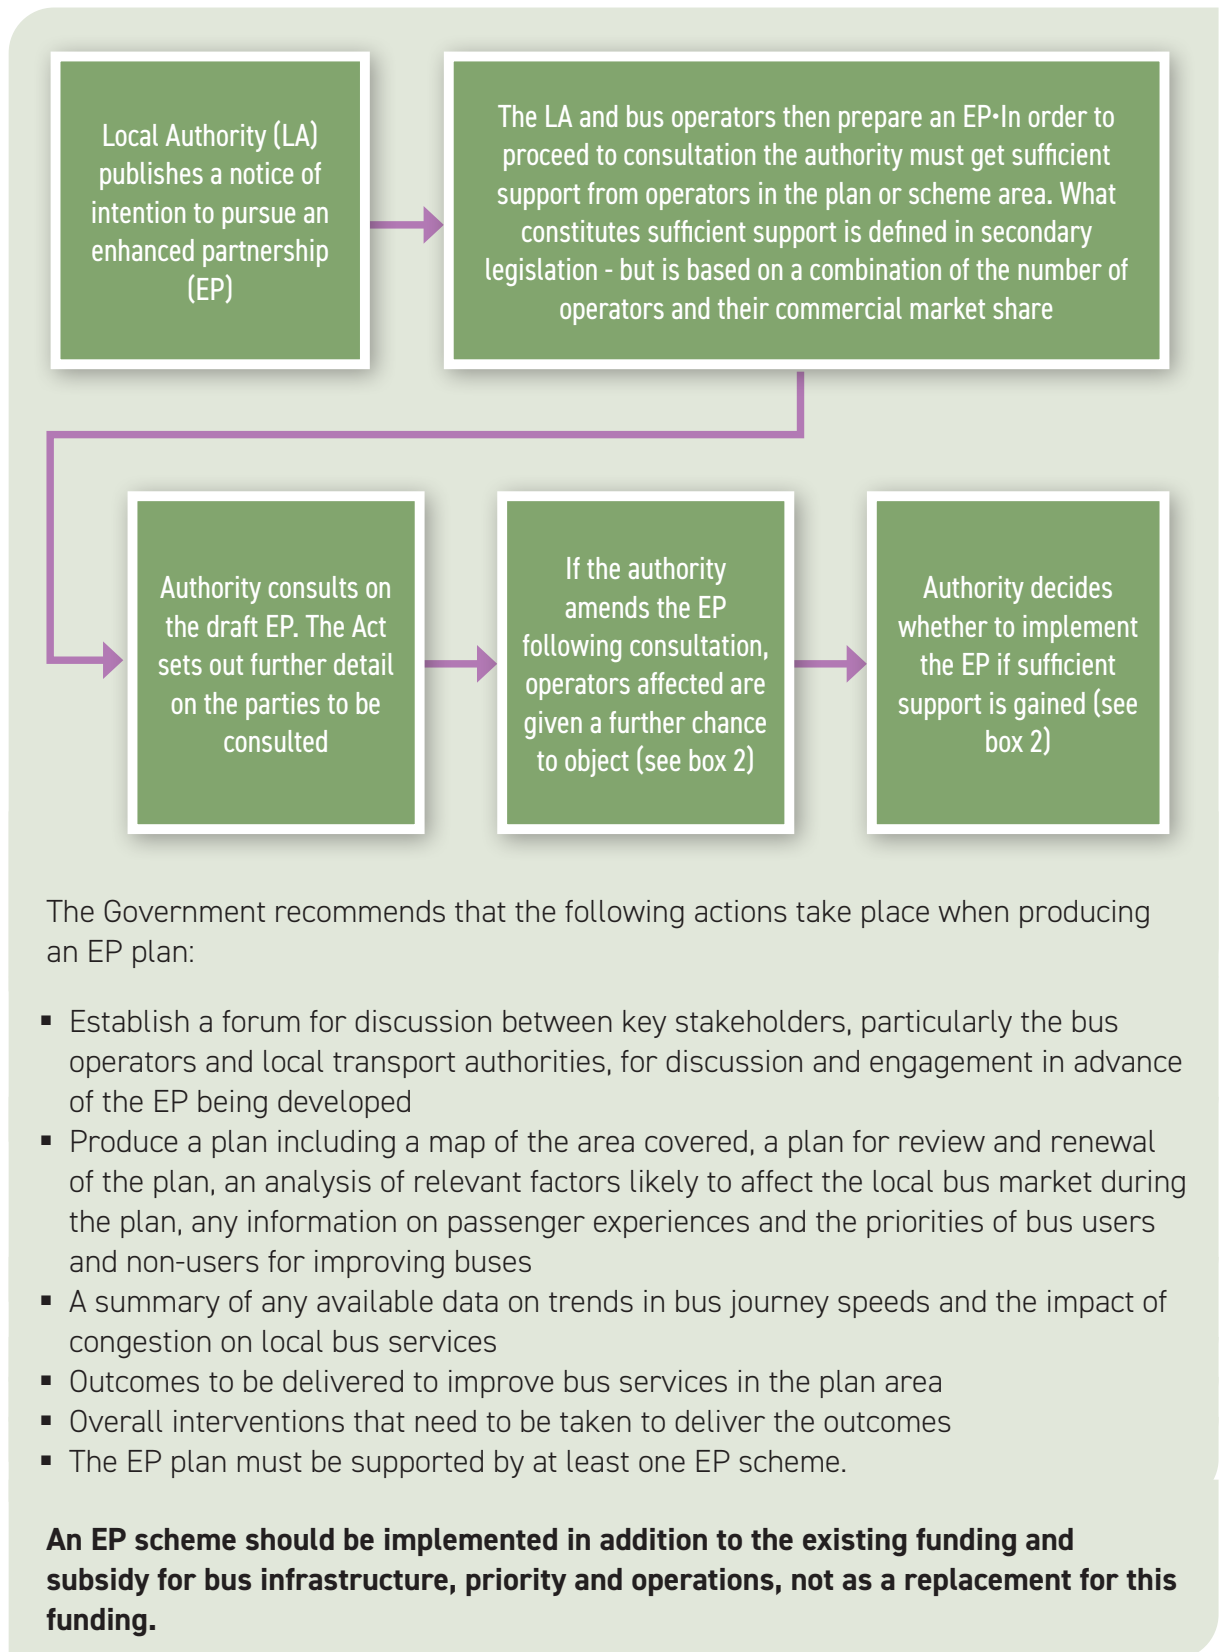 Local Authority (LA)
publishes a notice of
intention to pursue an
enhanced partnership
(EP)
The LA and bus operators then prepare an EP•In order to
proceed to consultation the authority must get sufficient
support from operators in the plan or scheme area. What
constitutes sufficient support is defined in secondary
legislation - but is based on a combination of the number of
operators and their commercial market share
Authority consults on
the draft EP. The Act
sets out further detail
on the parties to be
consulted
If the authority
amends the EP
following consultation,
operators affected are
given a further chance
to object (see box 2)
Authority decides
whether to implement
the EP if sufficient
support is gained (see
box 2)
The Government recommends that the following actions take place when producing
an EP plan:
▪ Establish a forum for discussion between key stakeholders, particularly the bus
operators and local transport authorities, for discussion and engagement in advance
of the EP being developed
▪ Produce a plan including a map of the area covered, a plan for review and renewal
of the plan, an analysis of relevant factors likely to affect the local bus market during
the plan, any information on passenger experiences and the priorities of bus users
and non-users for improving buses
▪ A summary of any available data on trends in bus journey speeds and the impact of
congestion on local bus services
▪ Outcomes to be delivered to improve bus services in the plan area
▪ Overall interventions that need to be taken to deliver the outcomes
▪ The EP plan must be supported by at least one EP scheme.
An EP scheme should be implemented in addition to the existing funding and
subsidy for bus infrastructure, priority and operations, not as a replacement for this
funding.